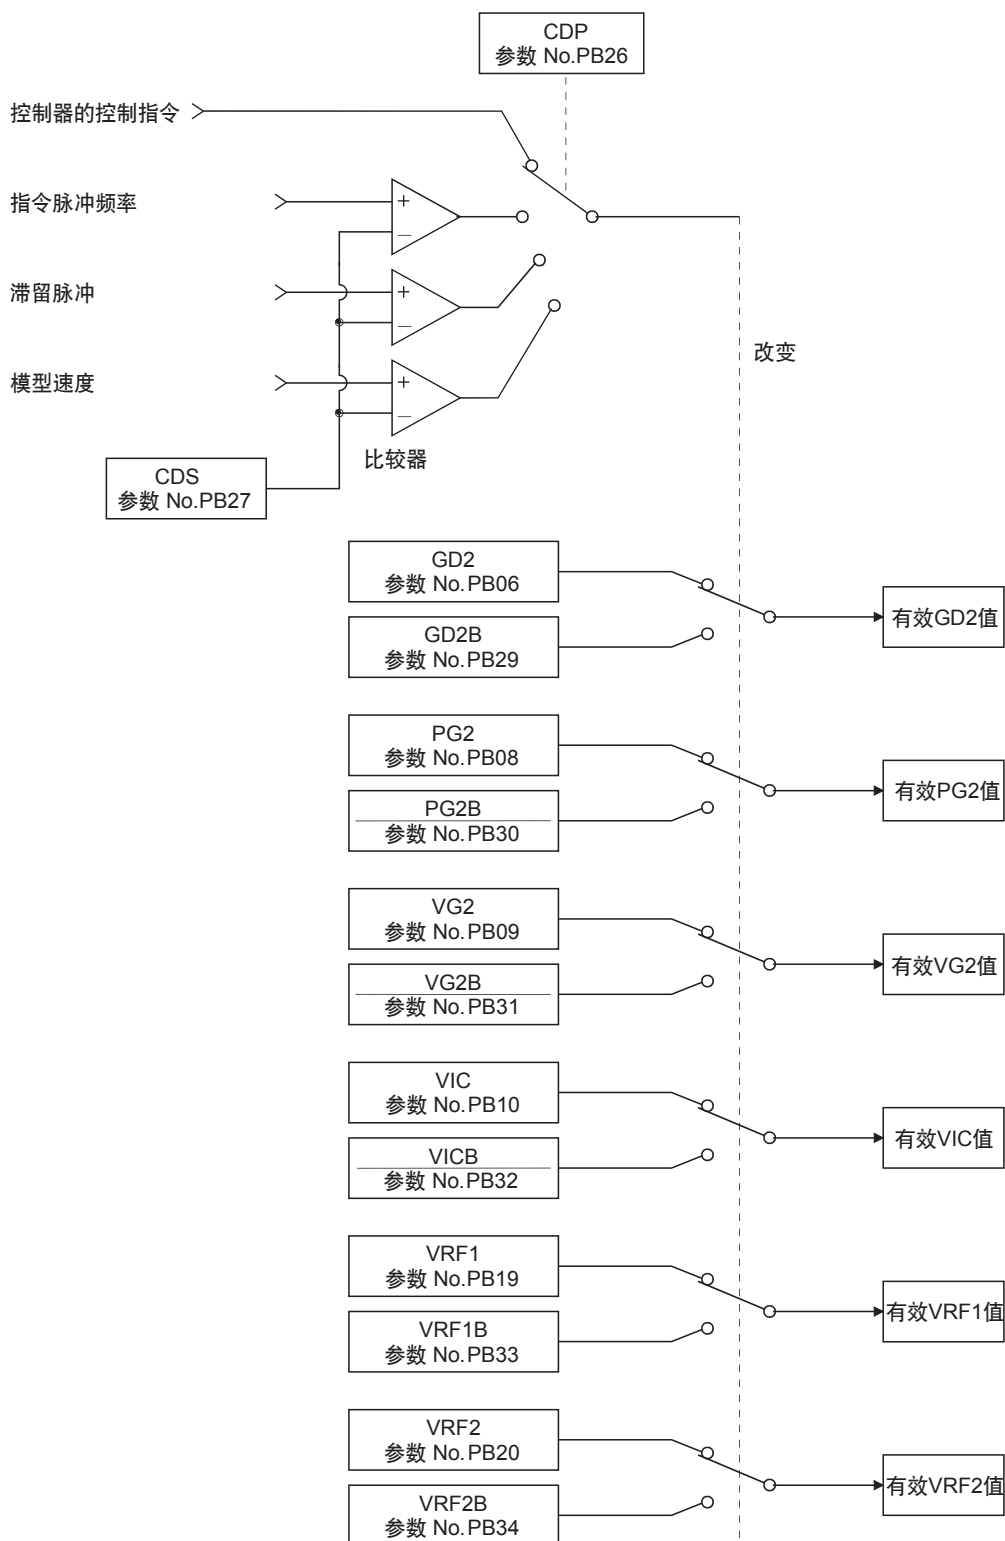 CDP
参数 No.PB26
控制器的控制指令
指令脉冲频率
+
−
滞留脉冲
+
−
改变
模型速度
+
−
比较器
CDS
参数 No.PB27
GD2
参数 No.PB06
有效GD2值
GD2B
参数 No.PB29
PG2
参数 No.PB08
有效PG2值
PG2B
参数 No.PB30
VG2
参数 No.PB09
有效VG2值
VG2B
参数 No.PB31
VIC
参数 No.PB10
有效VIC值
VICB
参数 No.PB32
VRF1
参数 No.PB19
有效VRF1值
VRF1B
参数 No.PB33
VRF2
参数 No.PB20
有效VRF2值
VRF2B
参数 No.PB34